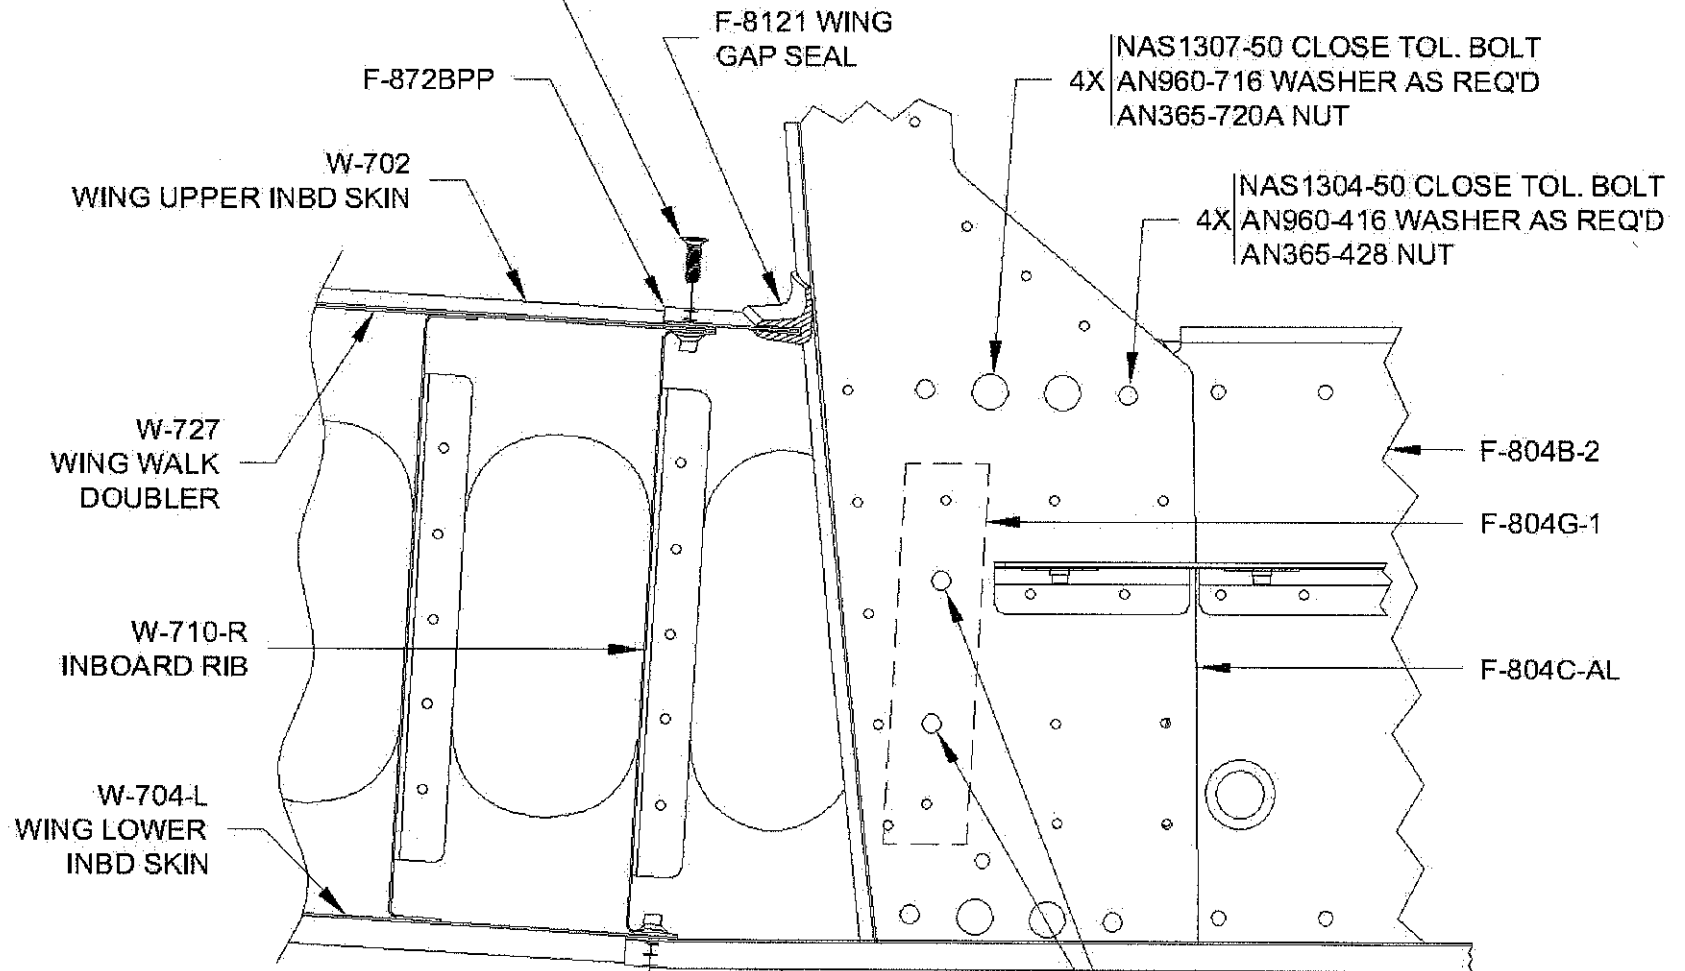 F-8121 WING
GAP SEAL
F-872BPP
NAS1307-50 CLOSE TOL. BOLT
4X AN960-716 WASHER AS REQ'D
AN365-720A NUT
W-702
WING UPPER INBD SKIN
NAS1304-50 CLOSE TOL. BOLT
4X AN960-416 WASHER AS REQ'D
AN365-428 NUT
W-727
WING WALK
DOUBLER
F-804B-2
F-804G-1
W-710-R
INBOARD RIB
F-804C-AL
W-704-L
WING LOWER
INBD SKIN